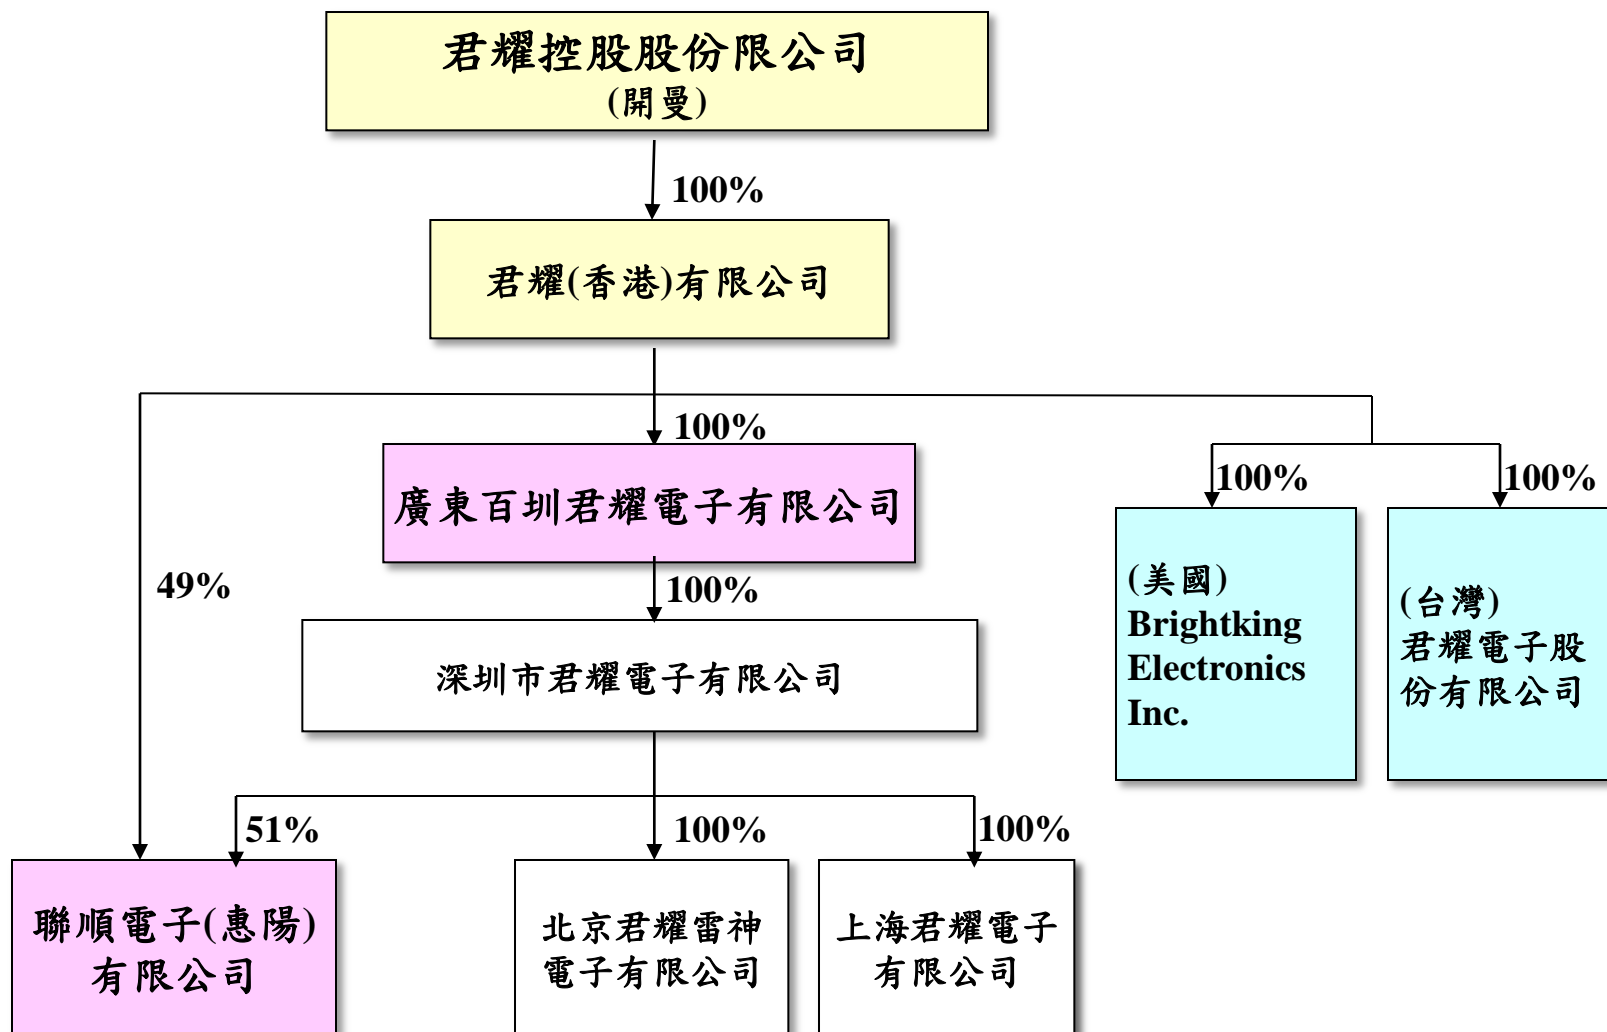 君耀控股股份限公司
(開曼)
100%
君耀(香港)有限公司
100%
廣東百圳君耀電子有限公司
100%
100%
49%
100%
(美國)
Brightking
Electronics
Inc.
(台灣)
君耀電子股
份有限公司
深圳市君耀電子有限公司
51%
100%
100%
聯順電子(惠陽)
有限公司
北京君耀雷神
電子有限公司
上海君耀電子
有限公司